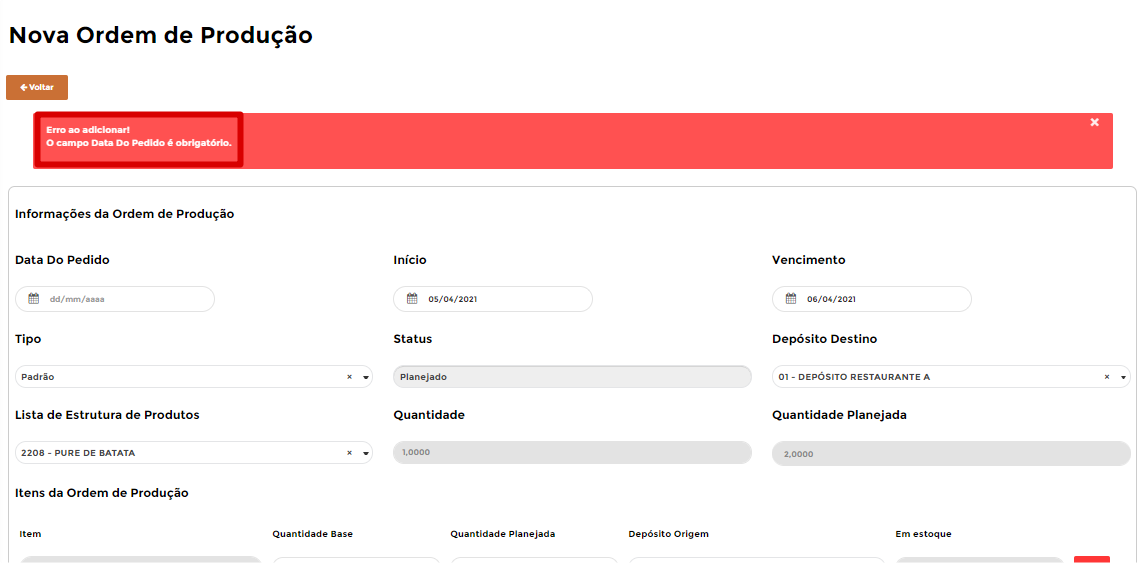 Nova Ordem de Produção
Voltar
Erro ao adicionar!
O campo Data Do Pedido é obrigatório.
×
Informações da Ordem de Produção
Data Do Pedido Início Vencimento
dd/mm/aaaa 05/04/2021 06/04/2021
Tipo Status Depósito Destino
Padrão × Planejado 01 - DEPÓSITO RESTAURANTE A ×
Lista de Estrutura de Produtos Quantidade Quantidade Planejada
2208 - PURE DE BATATA × 1,0000 2,0000
Itens da Ordem de Produção
Item Quantidade Base Quantidade Planejada Depósito Origem Em estoque